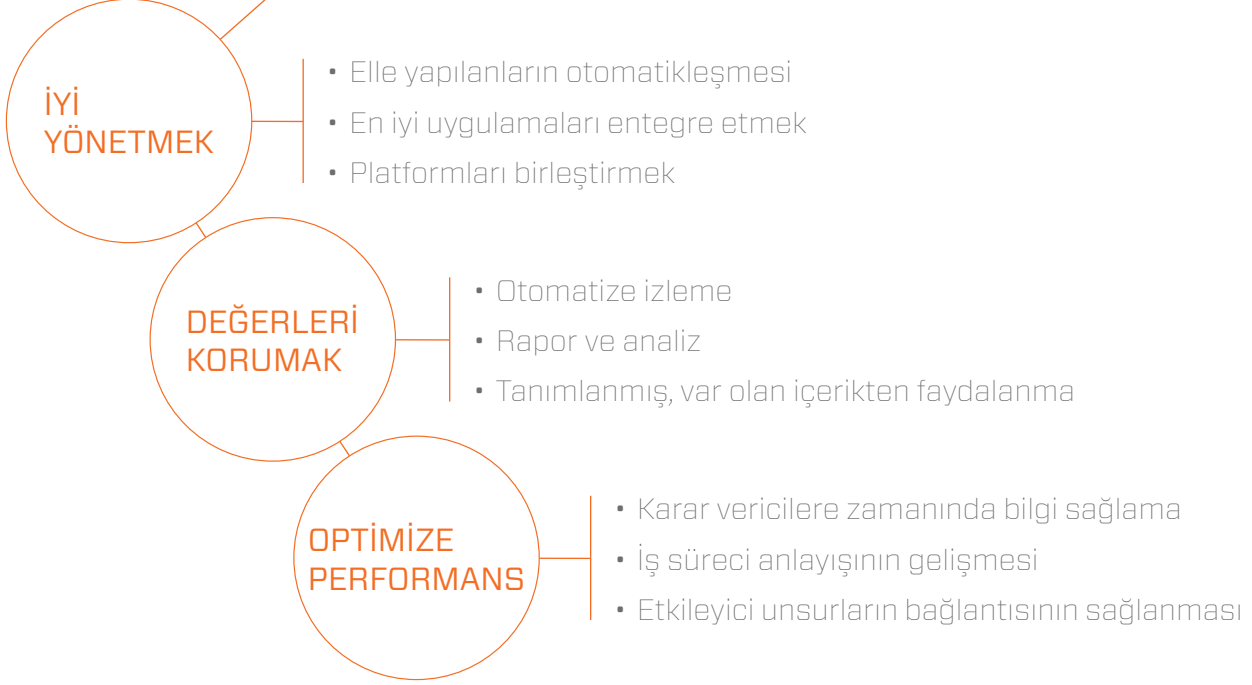 İYİ
YÖNETMEK
• Elle yapılanların otomatikleşmesi
• En iyi uygulamaları entegre etmek
• Platformları birleştirmek
DEĞERLERİ
KORUMAK
• Otomatize izleme
• Rapor ve analiz
• Tanımlanmış, var olan içerikten faydalanma
OPTİMİZE
PERFORMANS
• Karar vericilere zamanında bilgi sağlama
• İş süreci anlayışının gelişmesi
• Etkileyici unsurların bağlantısının sağlanması